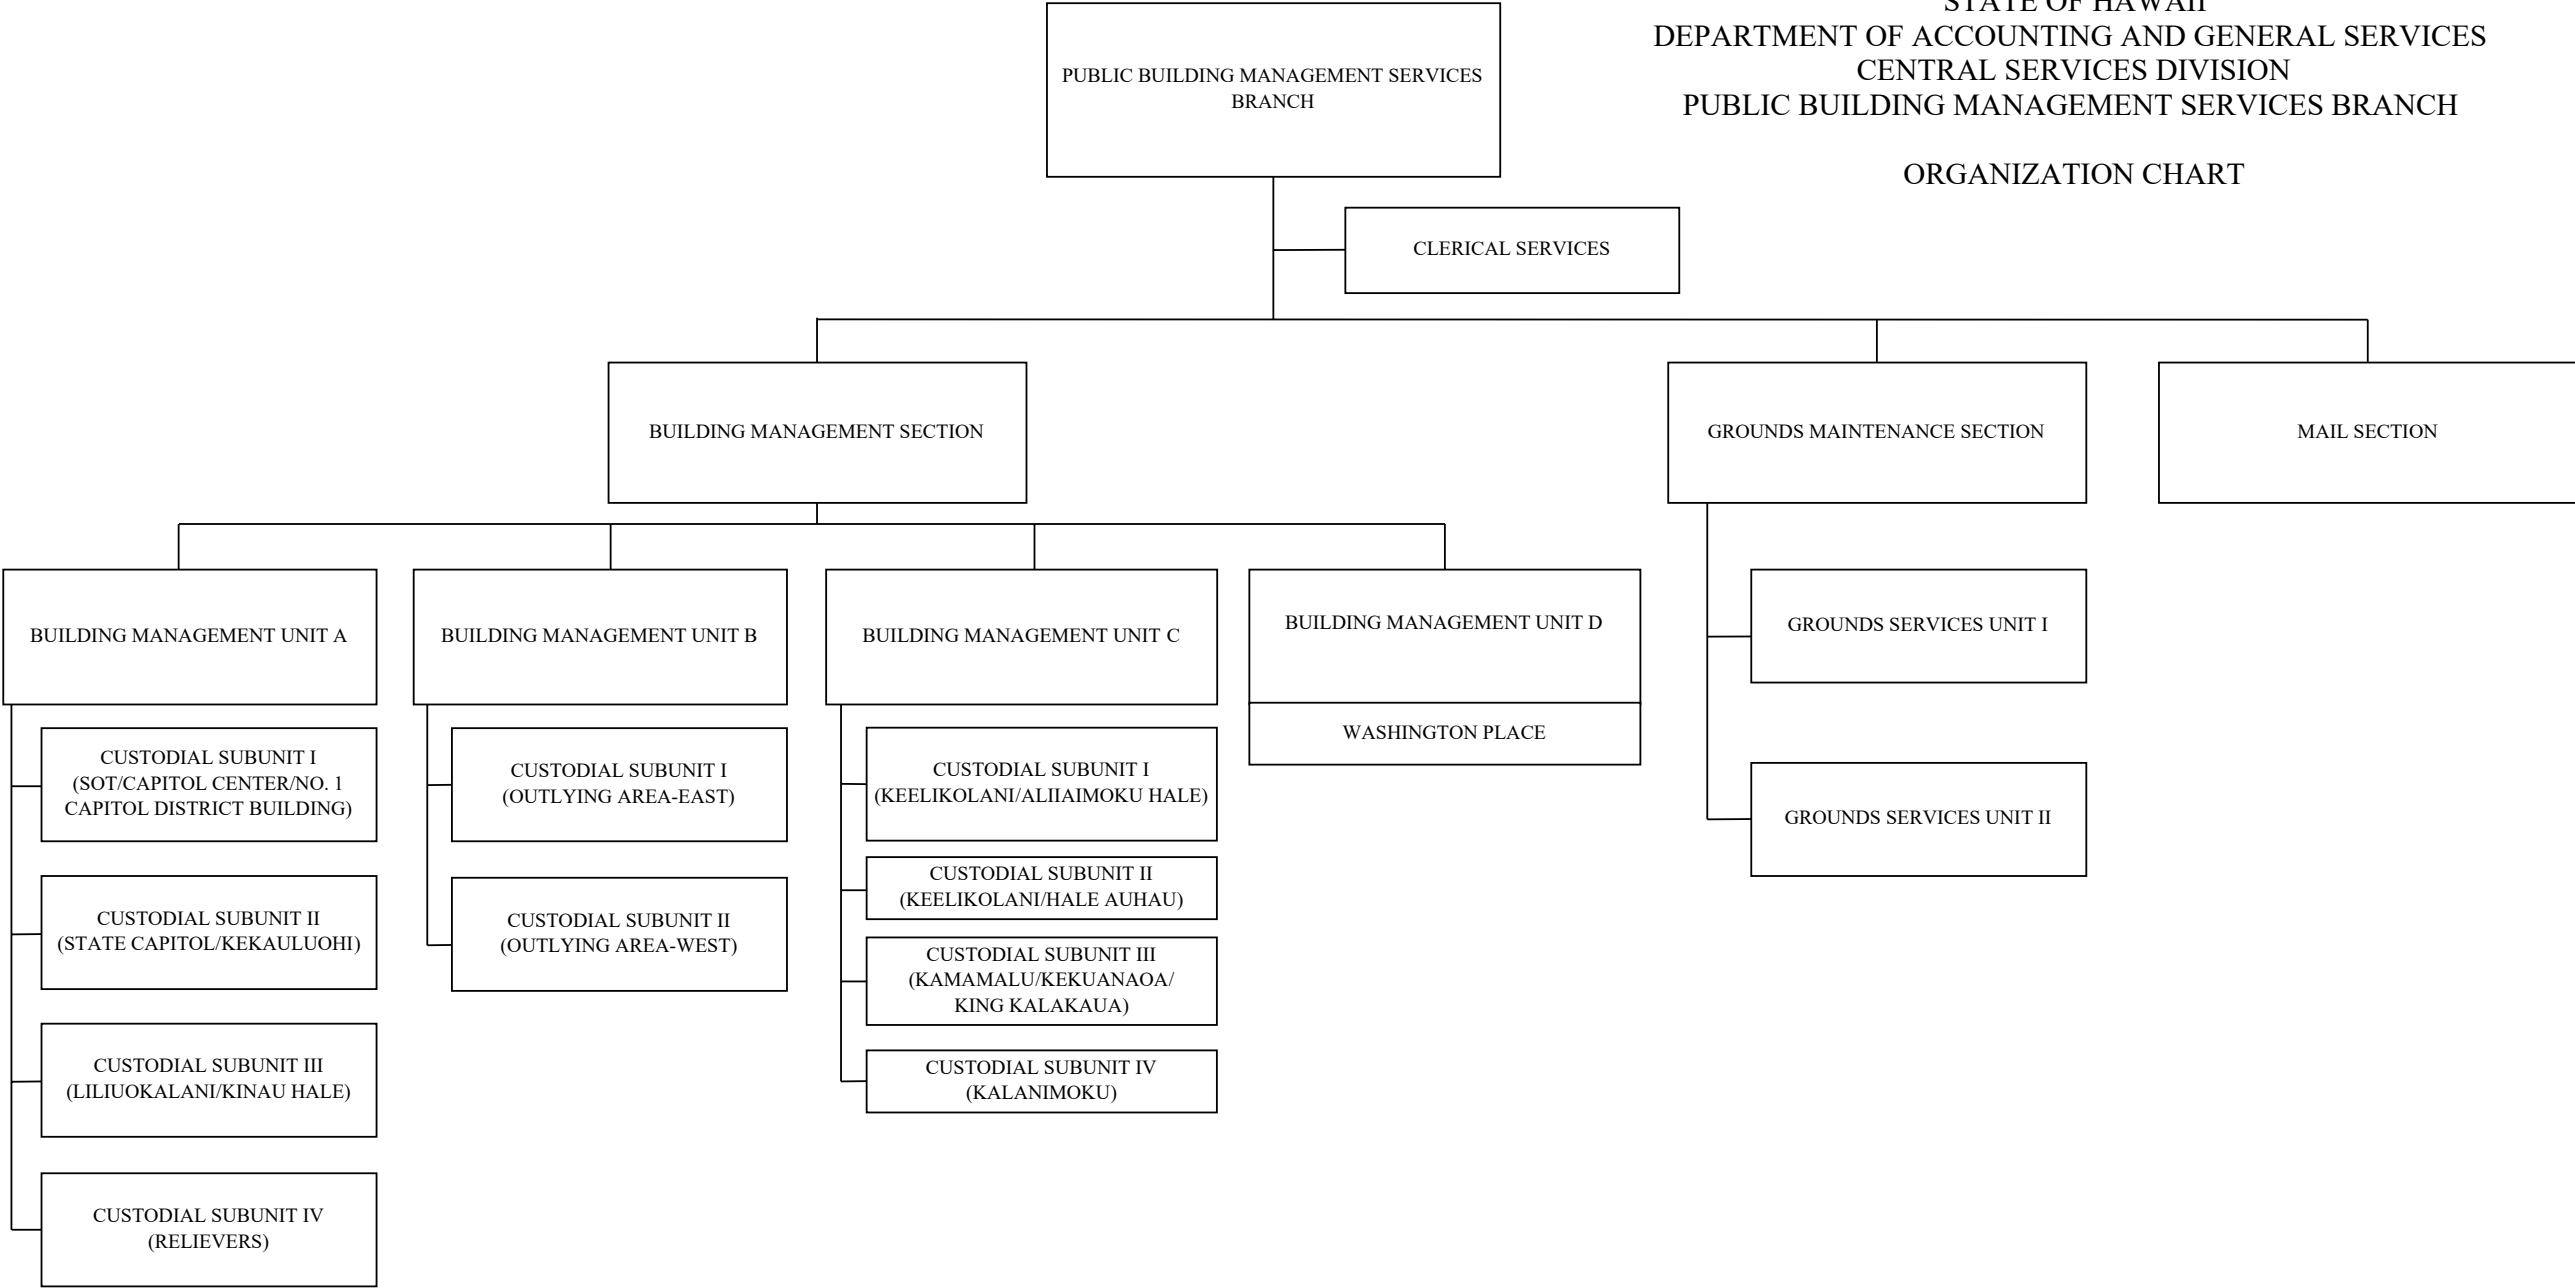 STATE OF HAWAII
DEPARTMENT OF ACCOUNTING AND GENERAL SERVICES
CENTRAL SERVICES DIVISION
PUBLIC BUILDING MANAGEMENT SERVICES BRANCH
ORGANIZATION CHART
PUBLIC BUILDING MANAGEMENT SERVICES
BRANCH
CLERICAL SERVICES
BUILDING MANAGEMENT SECTION
GROUNDS MAINTENANCE SECTION
MAIL SECTION
BUILDING MANAGEMENT UNIT A
BUILDING MANAGEMENT UNIT B
BUILDING MANAGEMENT UNIT C
BUILDING MANAGEMENT UNIT D
WASHINGTON PLACE
GROUNDS SERVICES UNIT I
GROUNDS SERVICES UNIT II
CUSTODIAL SUBUNIT I
(SOT/CAPITOL CENTER/NO. 1
CAPITOL DISTRICT BUILDING)
CUSTODIAL SUBUNIT II
(STATE CAPITOL/KEKAULUOHI)
CUSTODIAL SUBUNIT III
(LILIUOKALANI/KINAU HALE)
CUSTODIAL SUBUNIT IV
(RELIEVERS)
CUSTODIAL SUBUNIT I
(OUTLYING AREA-EAST)
CUSTODIAL SUBUNIT II
(OUTLYING AREA-WEST)
CUSTODIAL SUBUNIT I
(KEELIKOLANI/ALIIAIMOKU HALE)
CUSTODIAL SUBUNIT II
(KEELIKOLANI/HALE AUHAU)
CUSTODIAL SUBUNIT III
(KAMAMALU/KEKUANAOA/
KING KALAKAUA)
CUSTODIAL SUBUNIT IV
(KALANIMOKU)